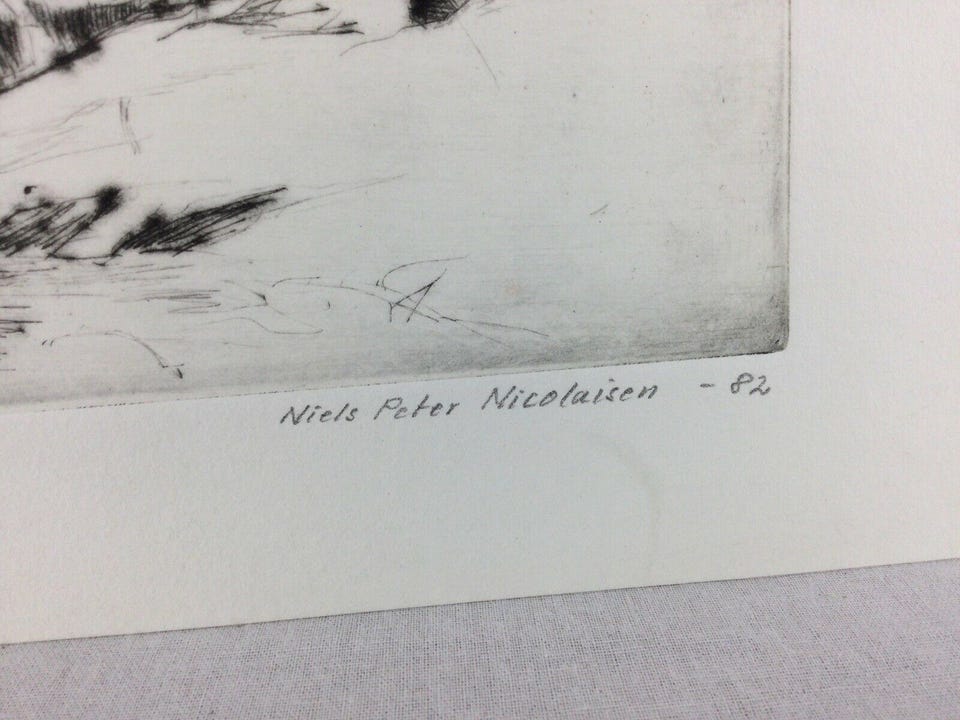 Niels Peter Nicolaisen - 82